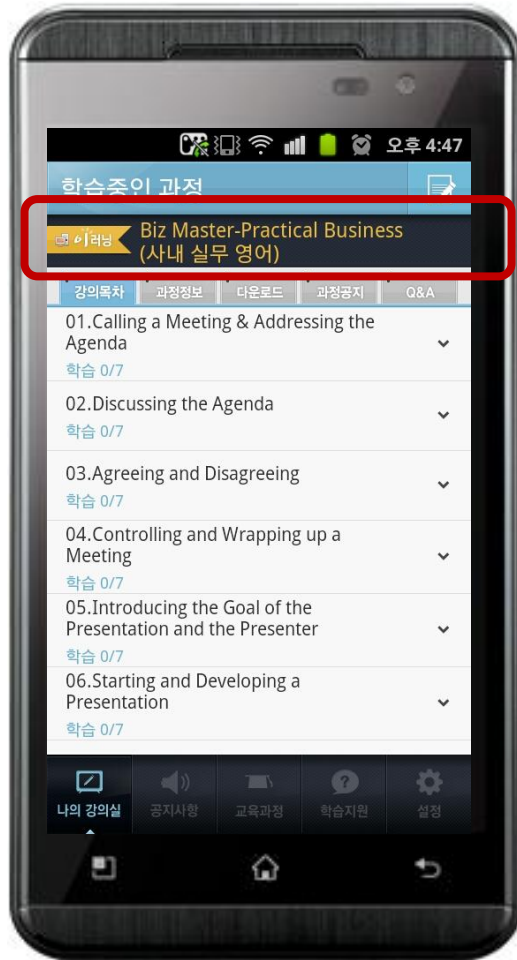 오후 4:47
학습중인 과정
이러닝
Biz Master-Practical Business
(사내 실무 영어)
강의목차 과정정보 다운로드 과정공지 Q&A
01.Calling a Meeting & Addressing the
Agenda
학습 0/7
02.Discussing the Agenda
학습 0/7
03.Agreeing and Disagreeing
학습 0/7
04.Controlling and Wrapping up a
Meeting
학습 0/7
05.Introducing the Goal of the
Presentation and the Presenter
학습 0/7
06.Starting and Developing a
Presentation
학습 0/7
나의 강의실 공지사항 교육과정 학습지원 설정